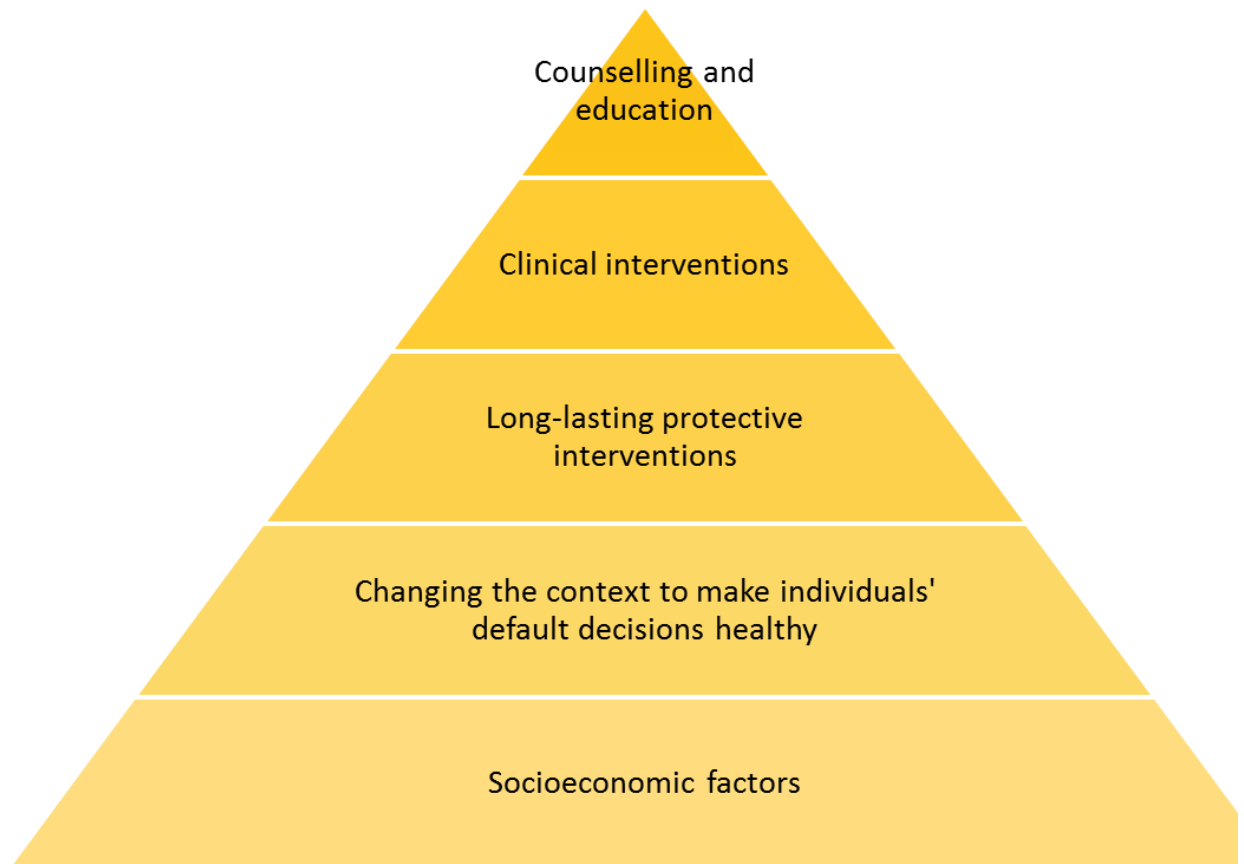 Counselling and
education
Clinical interventions
Long-lasting protective
interventions
Changing the context to make individuals'
default decisions healthy
Socioeconomic factors